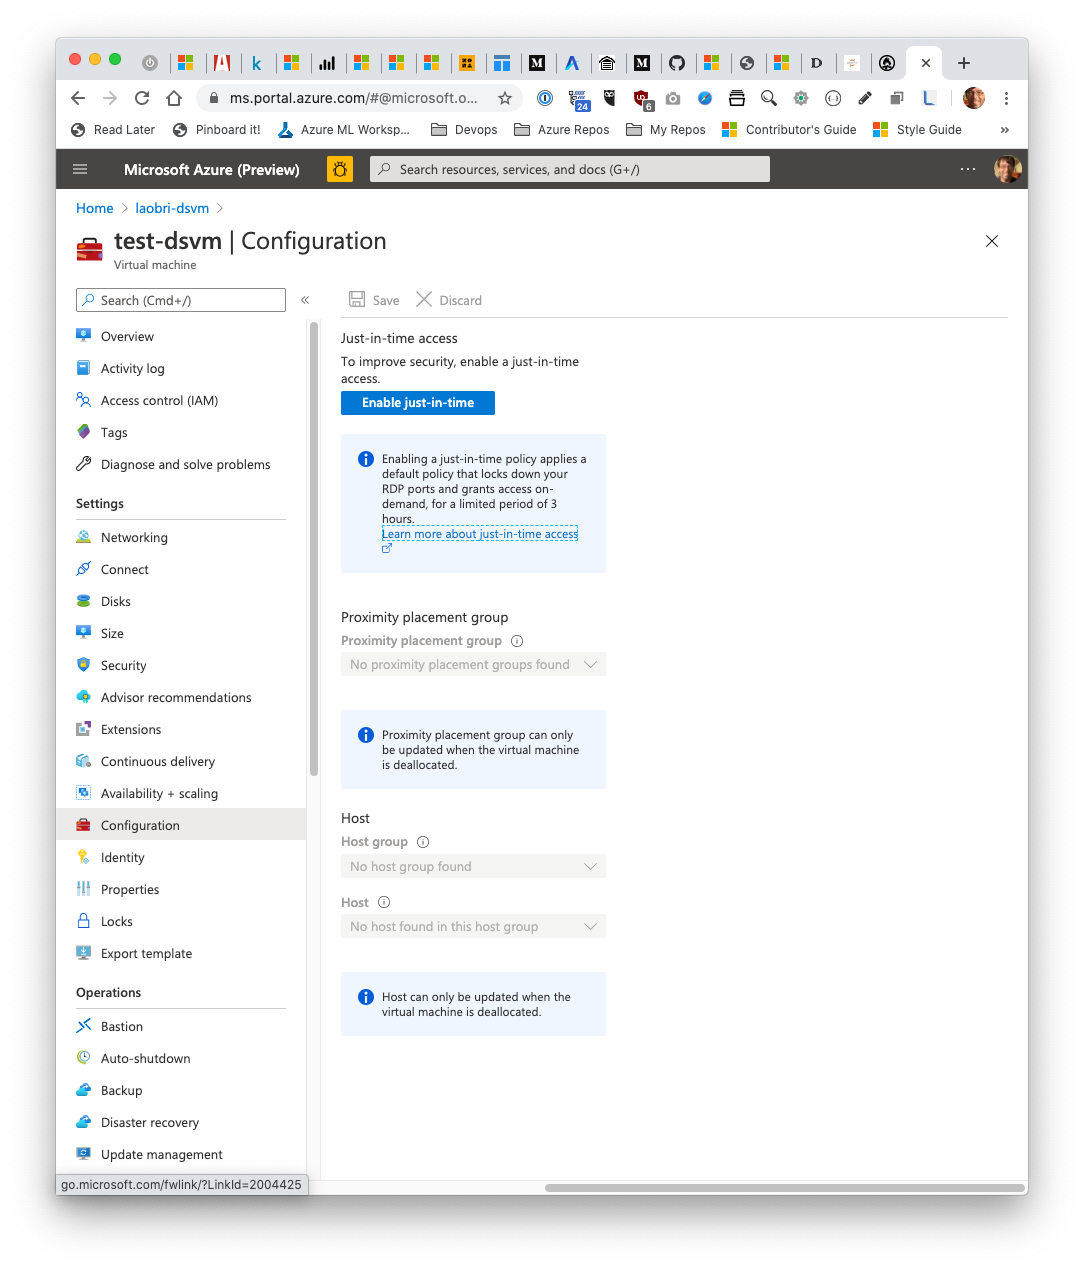 ms.portal.azure.com/#@microsoft.o...
24
6
Read Later
Pinboard it!
Azure ML Worksp...
Devops
Azure Repos
My Repos
Contributor's Guide
Style Guide
»
Microsoft Azure (Preview)
Search resources, services, and docs (G+/)
Home > laobri-dsvm >
test-dsvm | Configuration
Virtual machine
Search (Cmd+/)
«
Save
Discard
Overview
Activity log
Access control (IAM)
Tags
Diagnose and solve problems
Settings
Networking
Connect
Disks
Size
Security
Advisor recommendations
Extensions
Continuous delivery
Availability + scaling
Configuration
Identity
Properties
Locks
Export template
Operations
Bastion
Auto-shutdown
Backup
Disaster recovery
Update management
Just-in-time access
To improve security, enable a just-in-time
access.
Enable just-in-time
Enabling a just-in-time policy applies a
default policy that locks down your
RDP ports and grants access on-
demand, for a limited period of 3
hours.
Learn more about just-in-time access
Proximity placement group
Proximity placement group
No proximity placement groups found
Proximity placement group can only
be updated when the virtual machine
is deallocated.
Host
Host group
No host group found
Host
No host found in this host group
Host can only be updated when the
virtual machine is deallocated.
go.microsoft.com/fwlink/?LinkId=2004425